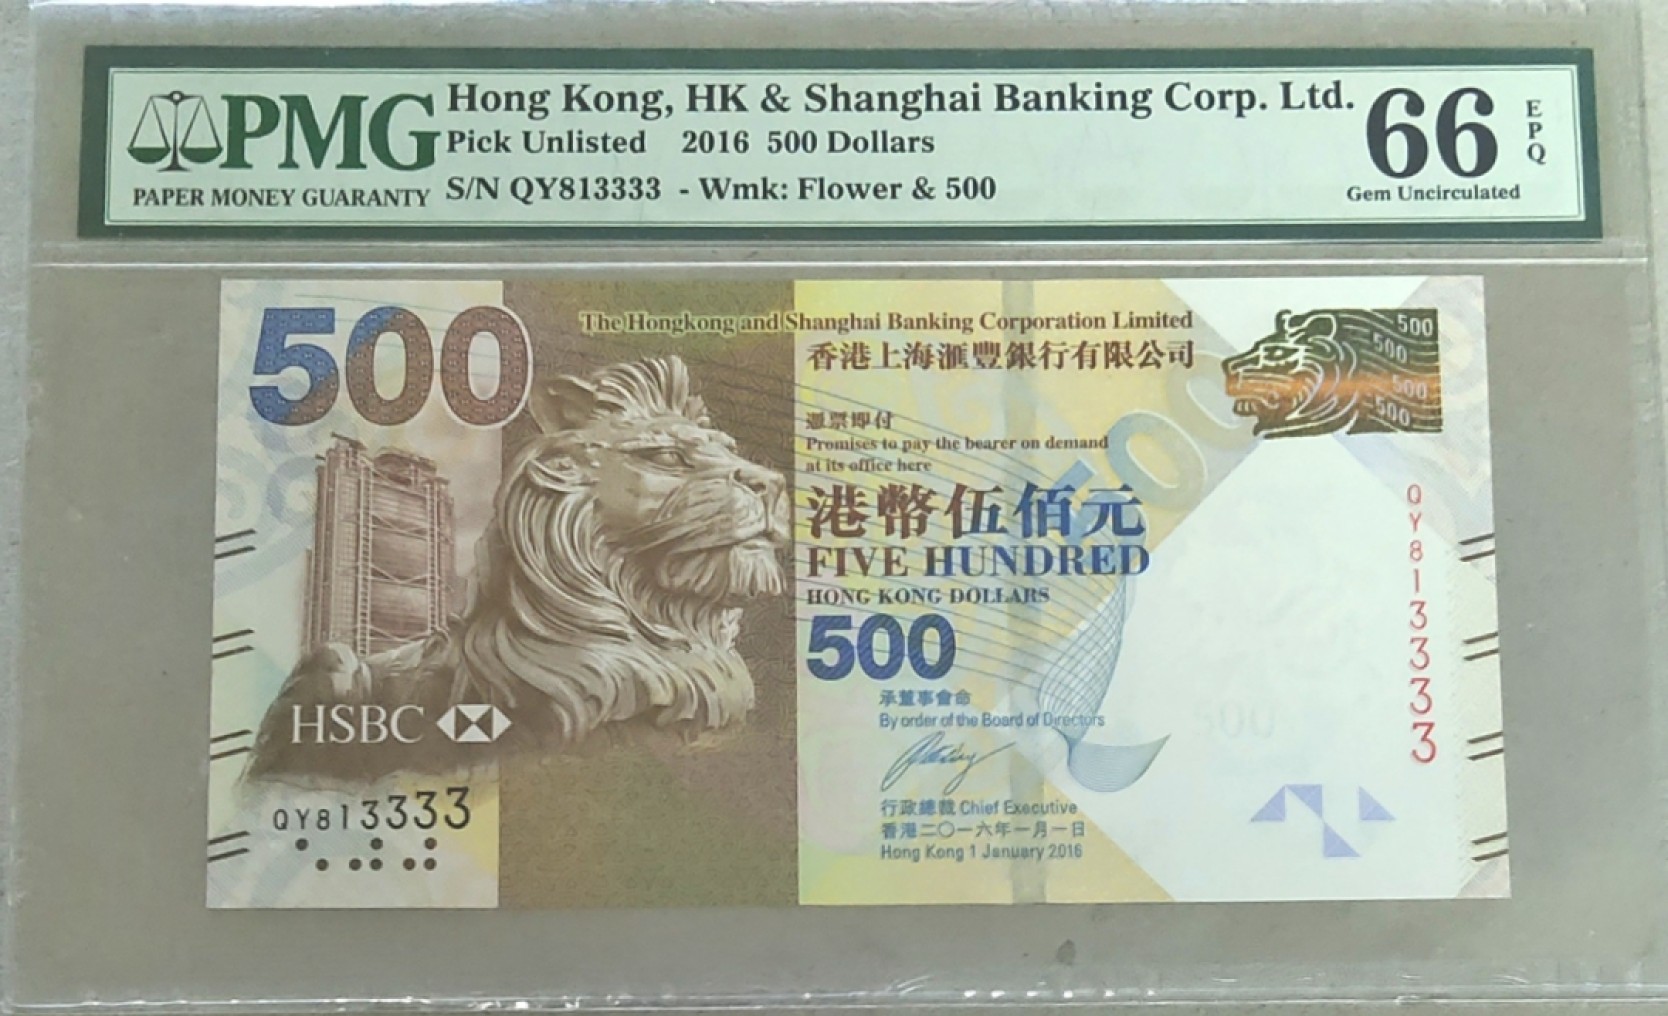 PMG
PAPER MONEY GUARANTY
Hong Kong, HK & Shanghai Banking Corp. Ltd.
Pick Unlisted 2016 500 Dollars
S/N QY813333 - Wmk: Flower & 500
66
EPQ
Gem Uncirculated
500
The Hongkong and Shanghai Banking Corporation Limited
香港上海滙豐銀行有限公司
憑票即付
Promises to pay the bearer on demand
at its office here
港幣伍佰元
FIVE HUNDRED
HONG KONG DOLLARS
500
承董事會命
By order of the Board of Directors
行政總裁 Chief Executive
香港二〇一六年一月一日
Hong Kong 1 January 2016
HSBC
QY813333
500
500
500
500
500
500
QY813333